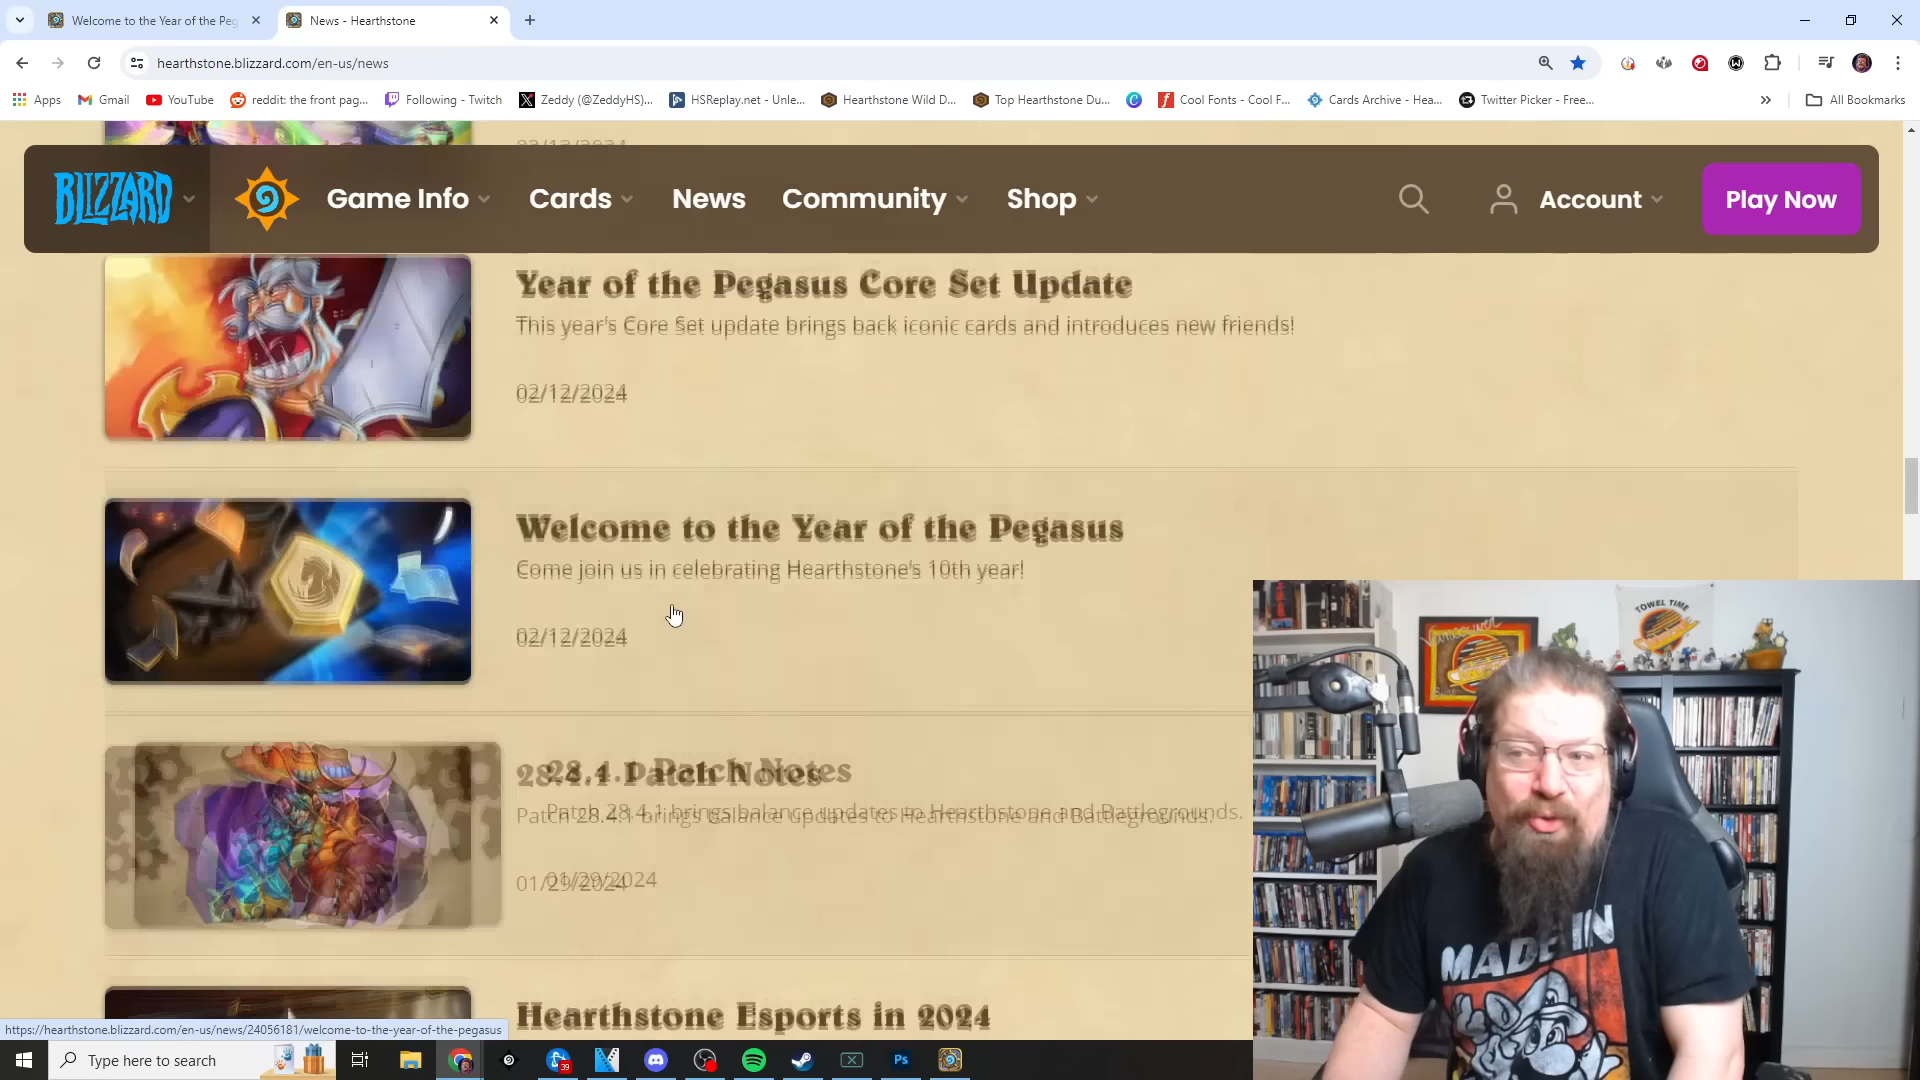 Welcome to the Year of the Peg
News - Hearthstone
hearthstone.blizzard.com/en-us/news
Apps
Gmail
YouTube
reddit: the front pag...
Following - Twitch
Zeddy (@ZeddyHS)...
HSReplay.net - Unle...
Hearthstone Wild D...
Top Hearthstone Du...
Cool Fonts - Cool F...
Cards Archive - Hea...
Twitter Picker - Free...
All Bookmarks
BLIZZARD
Game Info
Cards
News
Community
Shop
Account
Play Now
Year of the Pegasus Core Set Update
This year's Core Set update brings back iconic cards and introduces new friends!
02/12/2024
Welcome to the Year of the Pegasus
Come join us in celebrating Hearthstone's 10th year!
02/12/2024
28.4.1 Patch Notes
Patch 28.4.1 brings balance updates to Hearthstone and Battlegrounds.
01/29/2024
Hearthstone Esports in 2024
https://hearthstone.blizzard.com/en-us/news/24056181/welcome-to-the-year-of-the-pegasus
TOWEL TIME
MADE IN
Type here to search
39
Ps